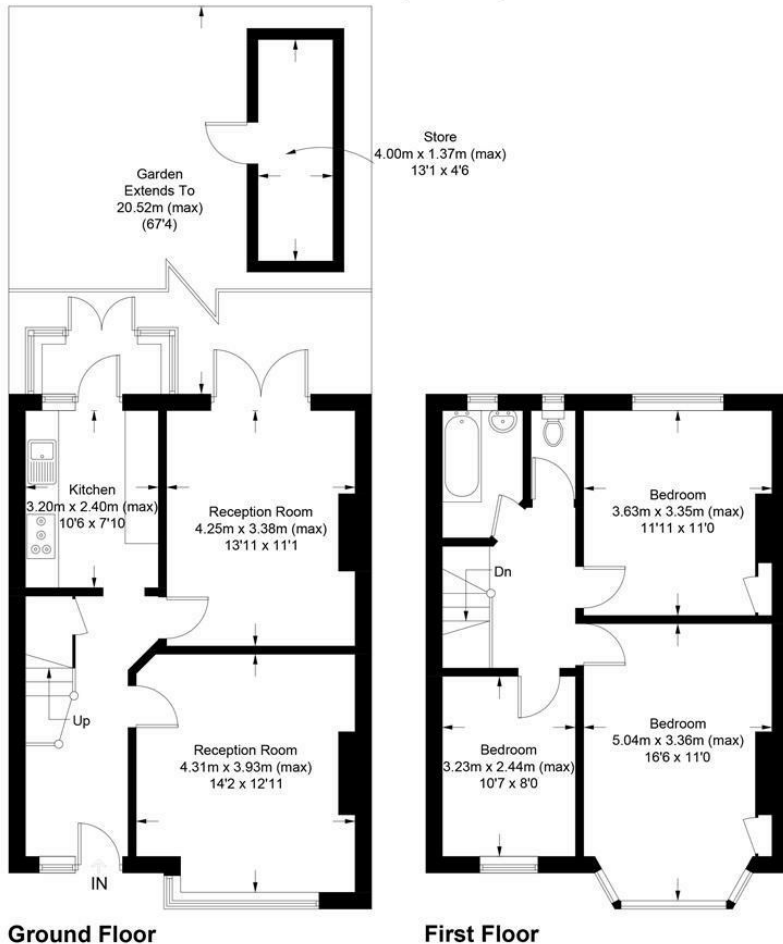 Store
4.00m x 1.37m (max)
13'1 x 4'6
Garden
Extends To
20.52m (max)
(67'4)
Kitchen
3.20m x 2.40m (max)
10'6 x 7'10
Reception Room
4.25m x 3.38m (max)
13'11 x 11'1
Up
Reception Room
4.31m x 3.93m (max)
14'2 x 12'11
IN
Ground Floor
Bedroom
3.63m x 3.35m (max)
11'11 x 11'0
Dn
Bedroom
3.23m x 2.44m (max)
10'7 x 8'0
Bedroom
5.04m x 3.36m (max)
16'6 x 11'0
First Floor